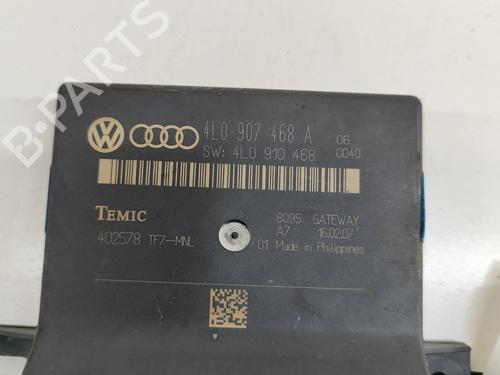 B-PARTS
4L0 907 468 A 06
SW: 4L0 910 468 0040
TEMIC
8095 GATEWAY
A7 16.02.07
402578 TF7-MNL
01 Made in Philippines